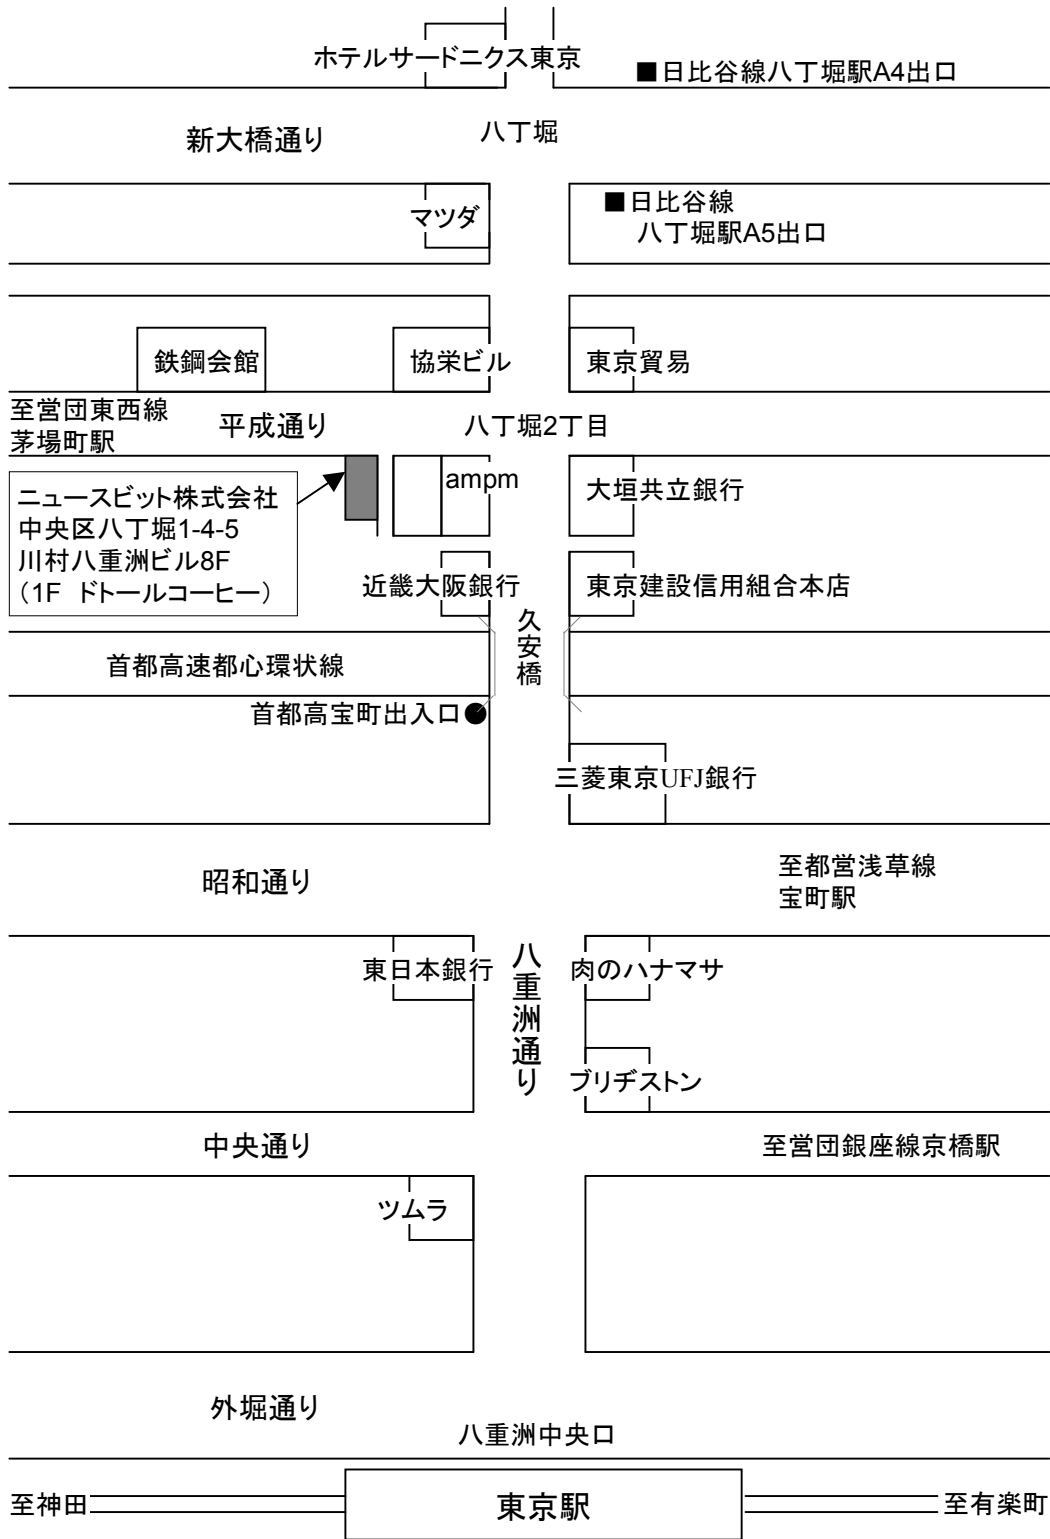 ホテルサードニクス東京
■日比谷線八丁堀駅A4出口
新大橋通り
八丁堀
マツダ
■日比谷線
八丁堀駅A5出口
鉄鋼会館
協栄ビル
東京貿易
至営団東西線
茅場町駅
平成通り
八丁堀2丁目
ニュースビット株式会社
中央区八丁堀1-4-5
川村八重洲ビル8F
（1F　ドトールコーヒー）
ampm
大垣共立銀行
近畿大阪銀行
東京建設信用組合本店
久安橋
首都高速都心環状線
首都高宝町出入口●
三菱東京UFJ銀行
昭和通り
至都営浅草線
宝町駅
東日本銀行
八重洲通り
肉のハナマサ
ブリヂストン
中央通り
至営団銀座線京橋駅
ツムラ
外堀通り
八重洲中央口
至神田
東京駅
至有楽町